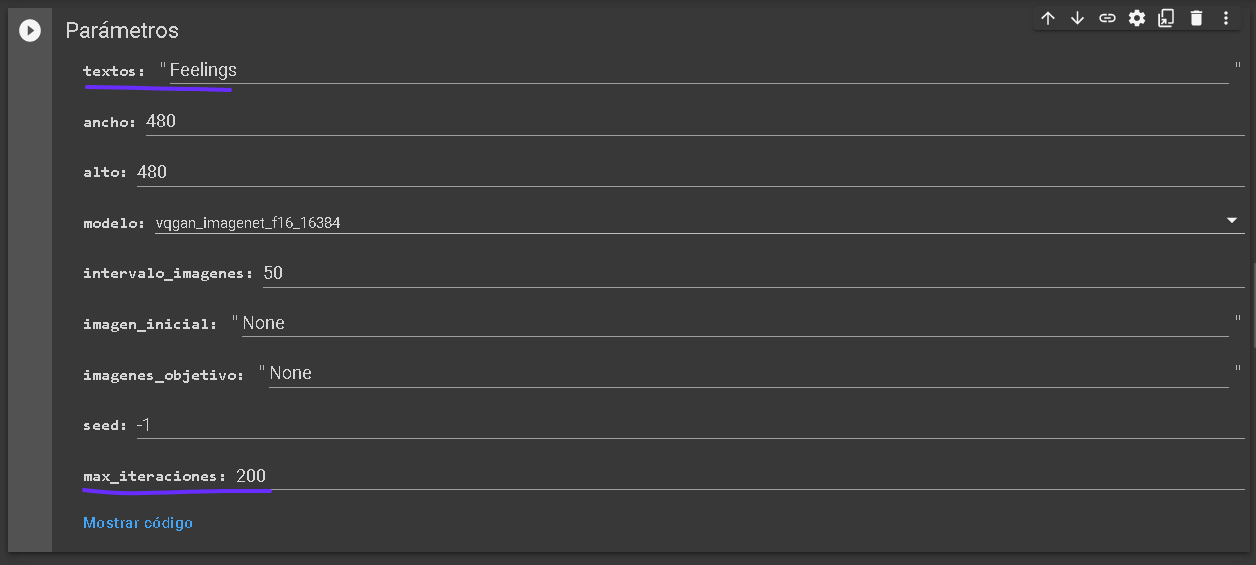 Parámetros
textos: "Feelings"
ancho: 480
alto: 480
modelo: vqgan_imagenet_f16_16384
intervalo_imagenes: 50
imagen_inicial: "None"
imagenes_objetivo: "None"
seed: -1
max_iteraciones: 200
Mostrar código